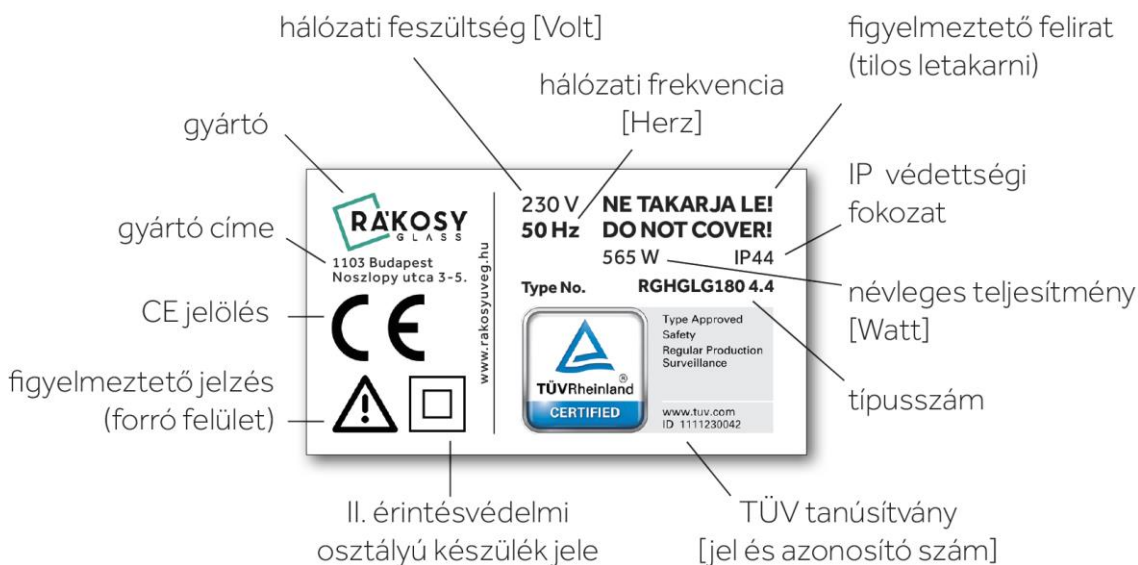 hálózati feszültség [Volt]
figyelmeztető felirat
(tilos letakarni)
hálózati frekvencia
[Herz]
gyártó
IP védettségi
fokozat
gyártó címe
RÁKOSY
GLASS
1103 Budapest
Noszlopy utca 3-5.
www.rakosyuveg.hu
230 V
NE TAKARJA LE!
50 Hz
DO NOT COVER!
565 W
IP44
Type No.
RGHGLG180 4.4
névleges teljesítmény
[Watt]
CE jelölés
CE
TÜVRheinland®
CERTIFIED
Type Approved
Safety
Regular Production
Surveillance
www.tuv.com
ID 1111230042
figyelmeztető jelzés
(forró felület)
típusszám
II. érintésvédelmi
osztályú készülék jele
TÜV tanúsítvány
[jel és azonosító szám]